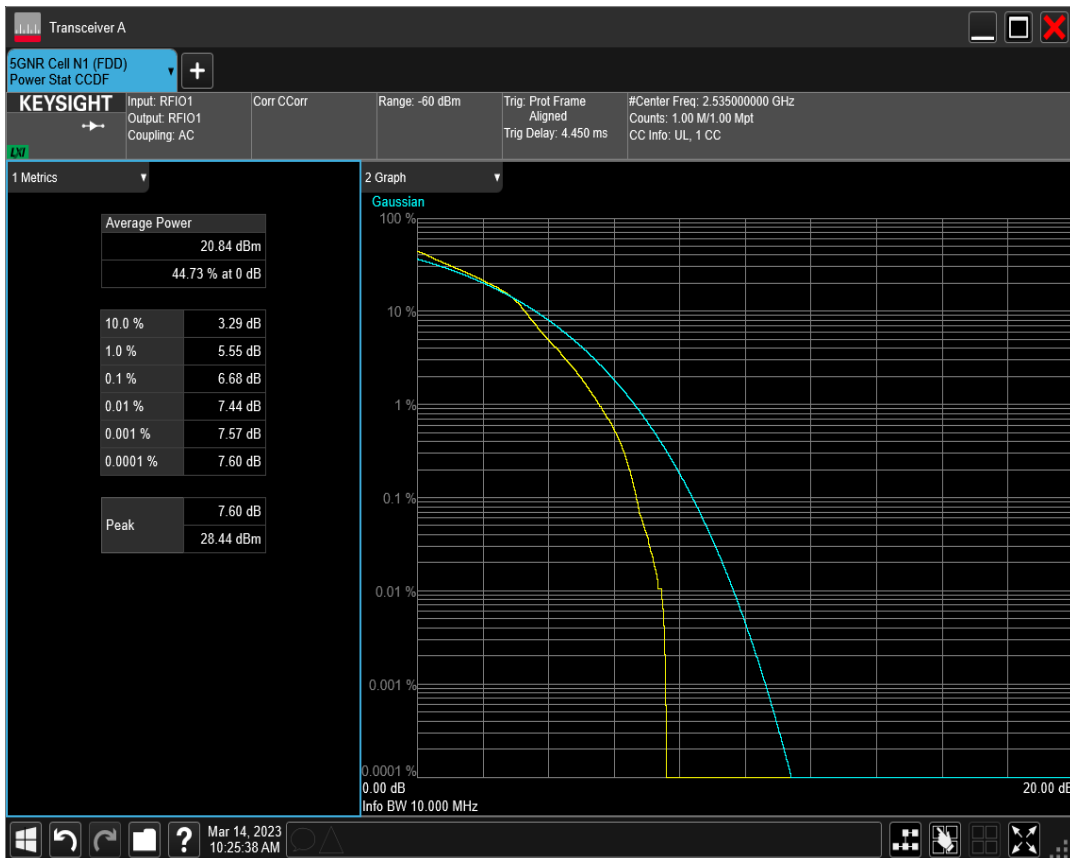 Transceiver A
5GNR Cell N1 (FDD)
Power Stat CCDF
KEYSIGHT
LXI
Input: RFIO1
Output: RFIO1
Coupling: AC
Corr CCorr
Range: -60 dBm
Trig: Prot Frame
Aligned
Trig Delay: 4.450 ms
#Center Freq: 2.535000000 GHz
Counts: 1.00 M/1.00 Mpt
CC Info: UL, 1 CC
1 Metrics
Average Power
20.84 dBm
44.73 % at 0 dB
10.0 % 3.29 dB
1.0 % 5.55 dB
0.1 % 6.68 dB
0.01 % 7.44 dB
0.001 % 7.57 dB
0.0001 % 7.60 dB
Peak
7.60 dB
28.44 dBm
2 Graph
Gaussian
100 %
10 %
1 %
0.1 %
0.01 %
0.001 %
0.0001 %
0.00 dB 20.00 dB
Info BW 10.000 MHz
?
Mar 14, 2023
10:25:38 AM